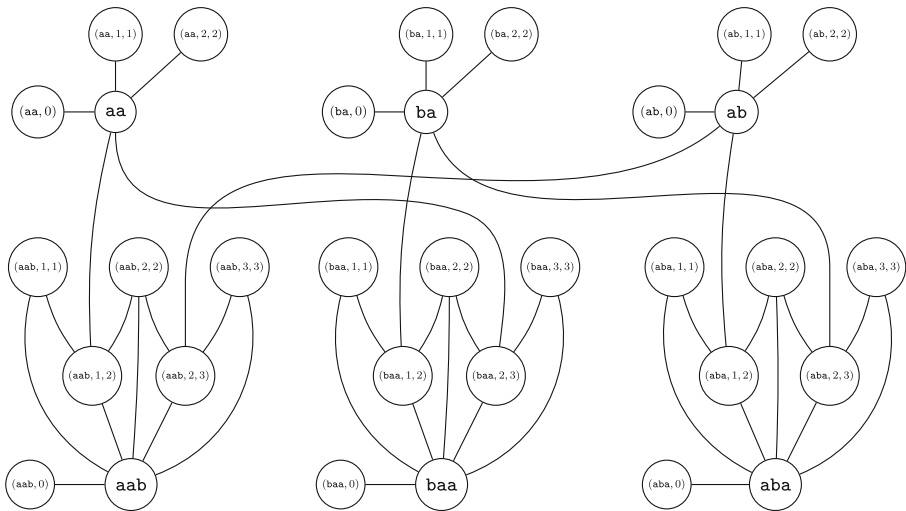 (aa, 1, 1) (aa, 2, 2) (ba, 1, 1) (ba, 2, 2) (ab, 1, 1) (ab, 2, 2)
(aa, 0) aa (ba, 0) ba (ab, 0) ab
(aab, 1, 1) (aab, 2, 2) (aab, 3, 3) (baa, 1, 1) (baa, 2, 2) (baa, 3, 3) (aba, 1, 1) (aba, 2, 2) (aba, 3, 3)
(aab, 1, 2) (aab, 2, 3) (baa, 1, 2) (baa, 2, 3) (aba, 1, 2) (aba, 2, 3)
(aab, 0) aab (baa, 0) baa (aba, 0) aba